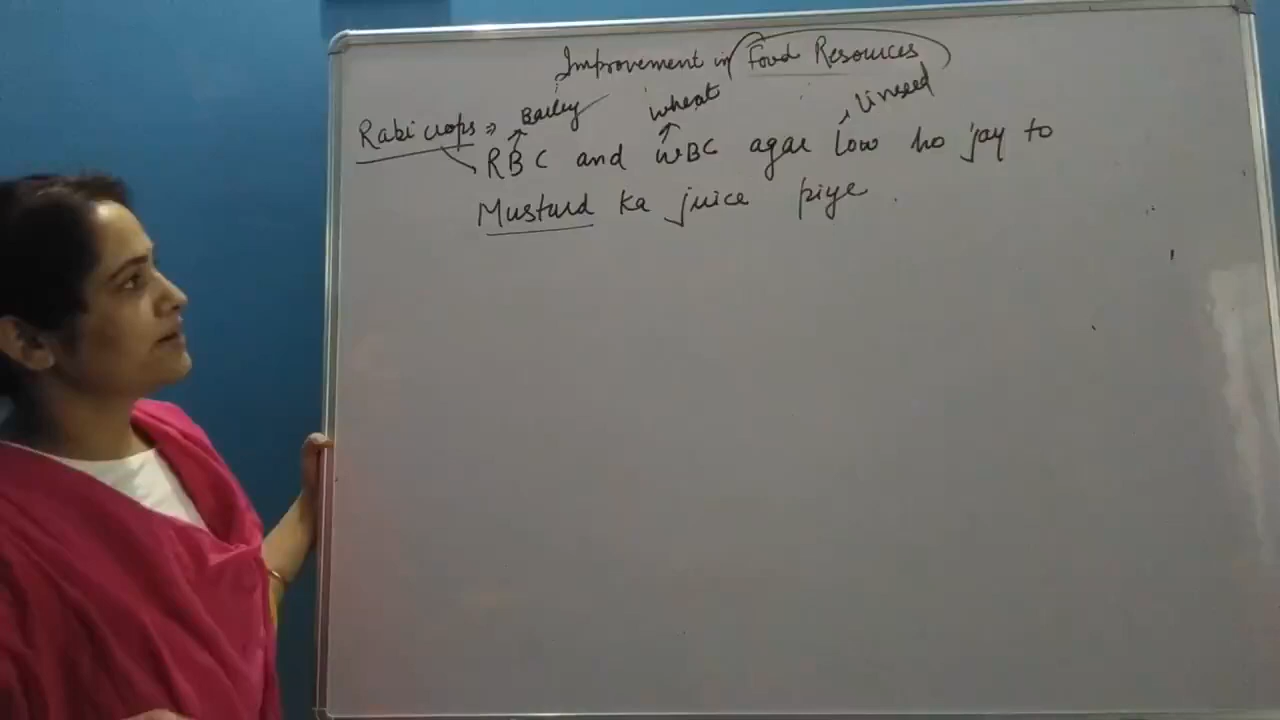 Improvement in Food Resources
Barley wheat linseed
Rabi crops ⇒ RBC and WBC agar low ho jay to
Mustard ka juice piye.